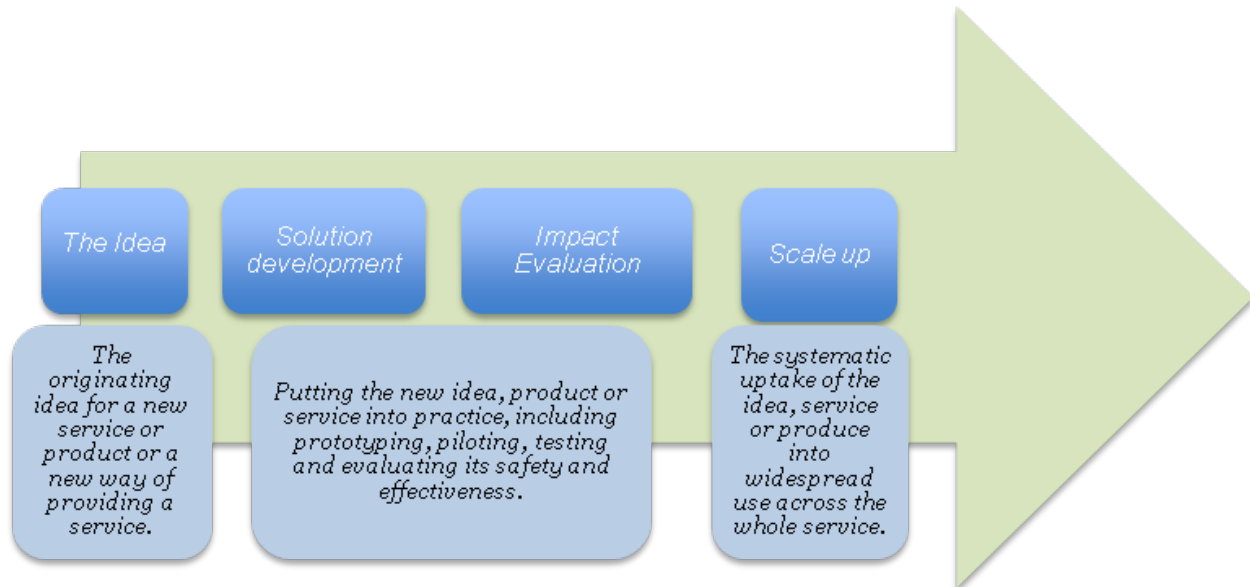 The Idea
Solution
development
Impact
Evaluation
Scale up
The
originating
idea for a new
service or
product or a
new way of
providing a
service.
Putting the new idea, product or
service into practice, including
prototyping, piloting, testing
and evaluating its safety and
effectiveness.
The systematic
uptake of the
idea, service
or produce
into
widespread
use across the
whole service.